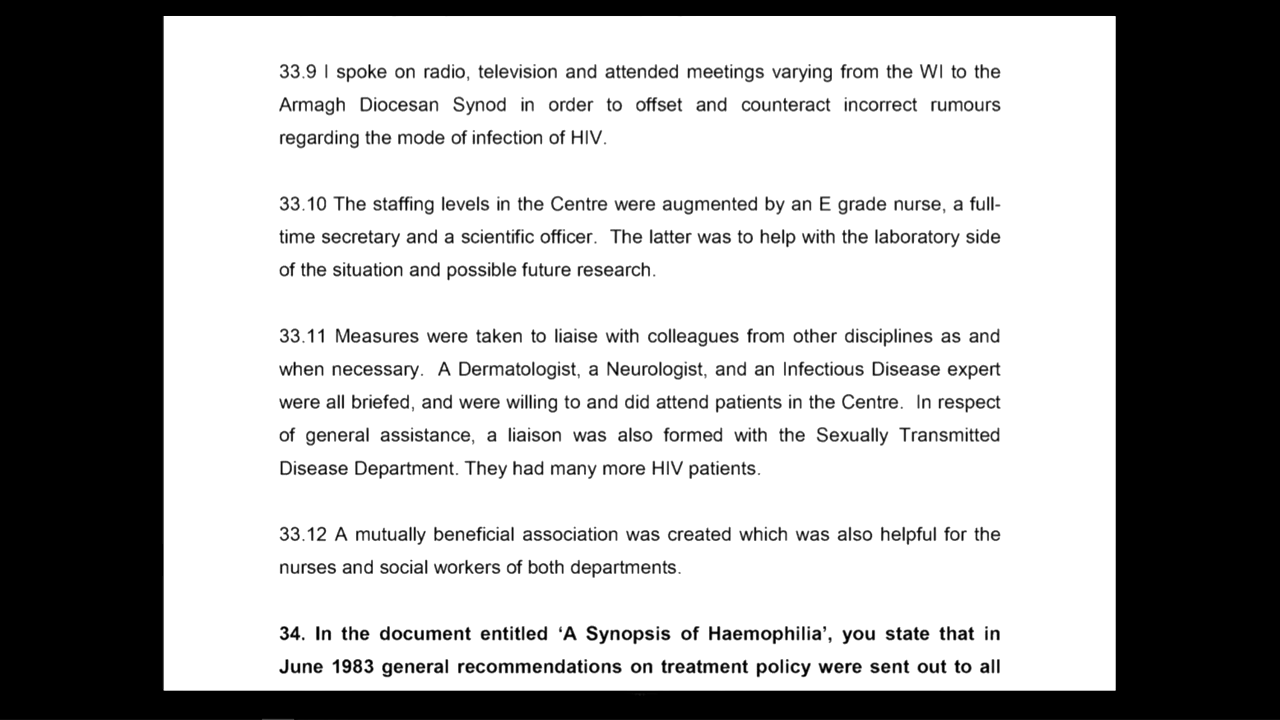 33.9 I spoke on radio, television and attended meetings varying from the WI to the
Armagh Diocesan Synod in order to offset and counteract incorrect rumours
regarding the mode of infection of HIV.
33.10 The staffing levels in the Centre were augmented by an E grade nurse, a full-
time secretary and a scientific officer.  The latter was to help with the laboratory side
of the situation and possible future research.
33.11 Measures were taken to liaise with colleagues from other disciplines as and
when necessary.  A Dermatologist, a Neurologist, and an Infectious Disease expert
were all briefed, and were willing to and did attend patients in the Centre.  In respect
of general assistance, a liaison was also formed with the Sexually Transmitted
Disease Department. They had many more HIV patients.
33.12 A mutually beneficial association was created which was also helpful for the
nurses and social workers of both departments.
34. In the document entitled ‘A Synopsis of Haemophilia’, you state that in
June 1983 general recommendations on treatment policy were sent out to all